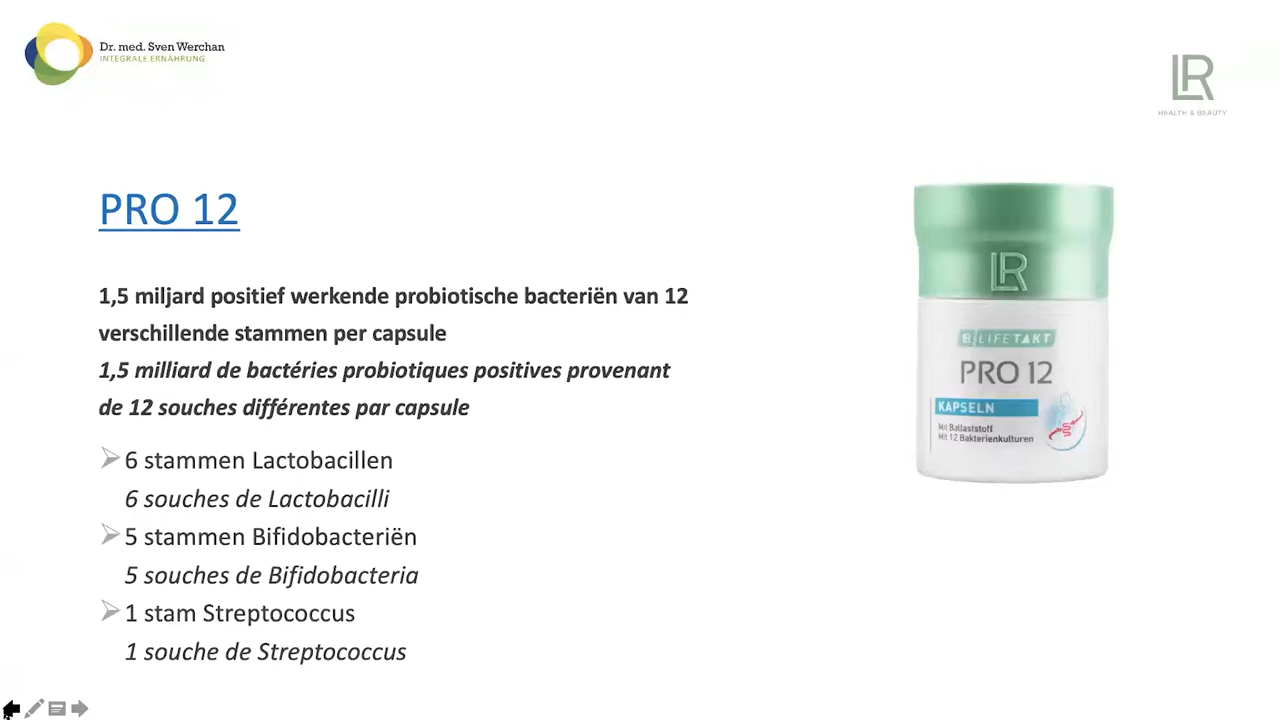 Dr. med. Sven Werchan
INTEGRALE ERNÄHRUNG
LR
HEALTH & BEAUTY
PRO 12
1,5 miljard positief werkende probiotische bacteriën van 12
verschillende stammen per capsule
1,5 milliard de bactéries probiotiques positives provenant
de 12 souches différentes par capsule
6 stammen Lactobacillen
6 souches de Lactobacilli
5 stammen Bifidobacteriën
5 souches de Bifidobacteria
1 stam Streptococcus
1 souche de Streptococcus
LR
LR LIFETAKT
PRO 12
KAPSELN
Mit Ballaststoff
Mit 12 Bakterienkulturen